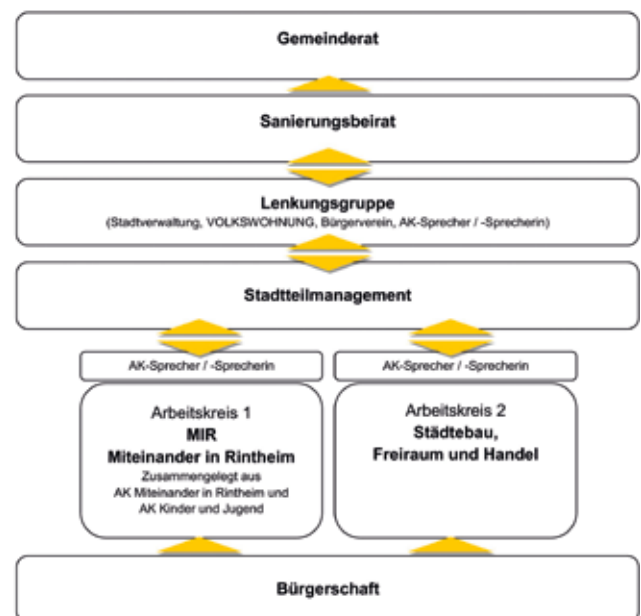 Gemeinderat
Sanierungsbeirat
Lenkungsgruppe
(Stadtverwaltung, VOLKSWOHNUNG, Bürgerverein, AK-Sprecher / -Sprecherin)
Stadtteilmanagement
AK-Sprecher / -Sprecherin
Arbeitskreis 1
MIR
Miteinander in Rintheim
Zusammengelegt aus
AK Miteinander in Rintheim und
AK Kinder und Jugend
AK-Sprecher / -Sprecherin
Arbeitskreis 2
Städtebau,
Freiraum und Handel
Bürgerschaft